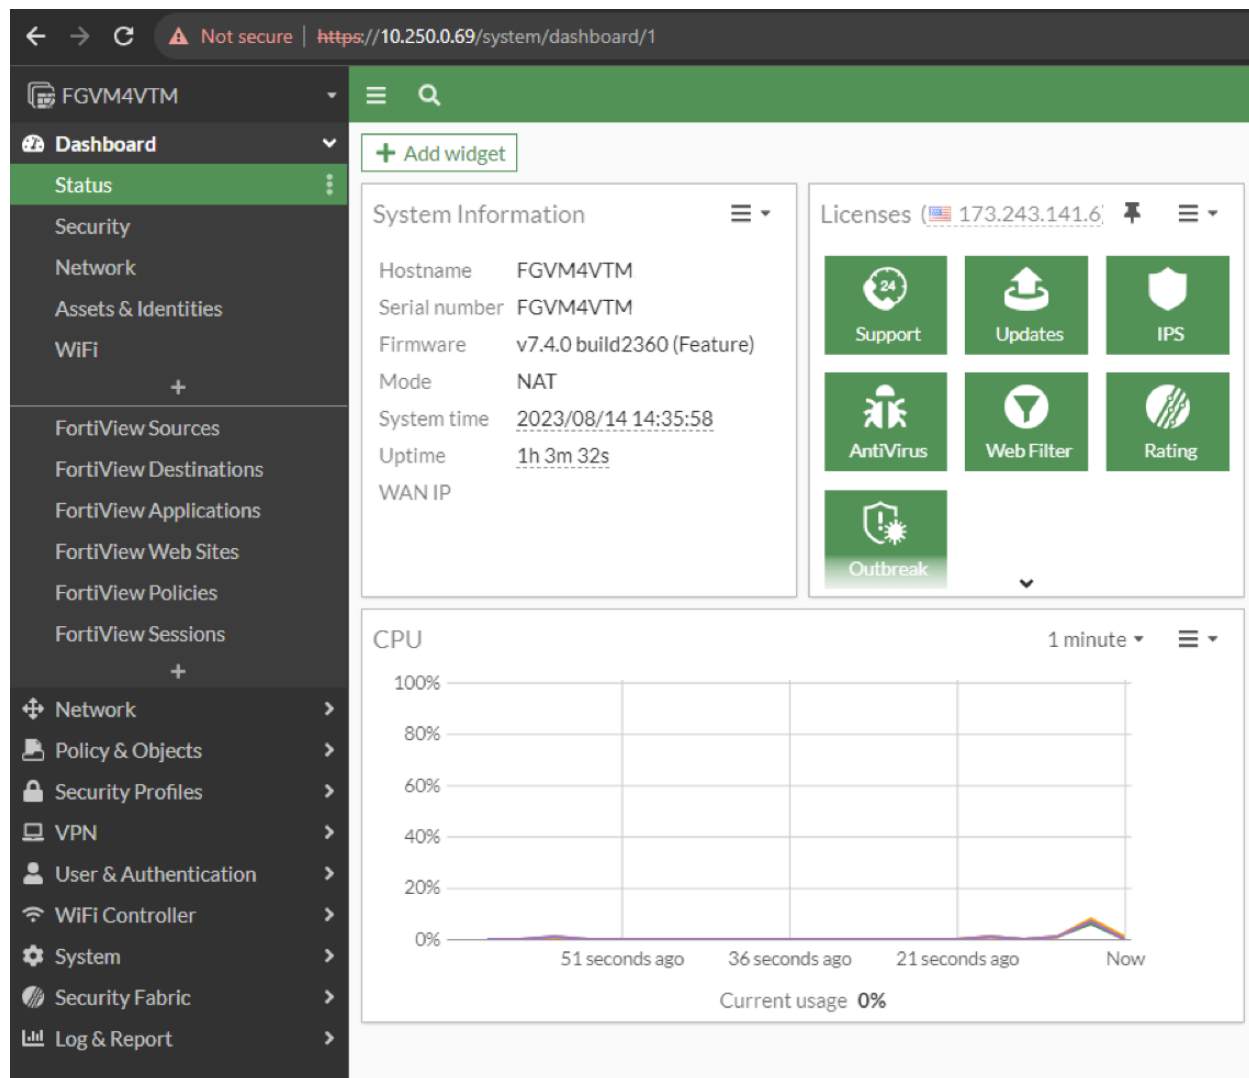 Not secure | https://10.250.0.69/system/dashboard/1
FGVM4VTM
Dashboard
Status
Security
Network
Assets & Identities
WiFi
+
FortiView Sources
FortiView Destinations
FortiView Applications
FortiView Web Sites
FortiView Policies
FortiView Sessions
+
Network
Policy & Objects
Security Profiles
VPN
User & Authentication
WiFi Controller
System
Security Fabric
Log & Report
+ Add widget
System Information
Hostname FGVM4VTM
Serial number FGVM4VTM
Firmware v7.4.0 build2360 (Feature)
Mode NAT
System time 2023/08/14 14:35:58
Uptime 1h 3m 32s
WAN IP
Licenses (173.243.141.6)
24
Support Updates IPS
AntiVirus Web Filter Rating
Outbreak
CPU 1 minute
100%
80%
60%
40%
20%
0%
51 seconds ago 36 seconds ago 21 seconds ago Now
Current usage 0%